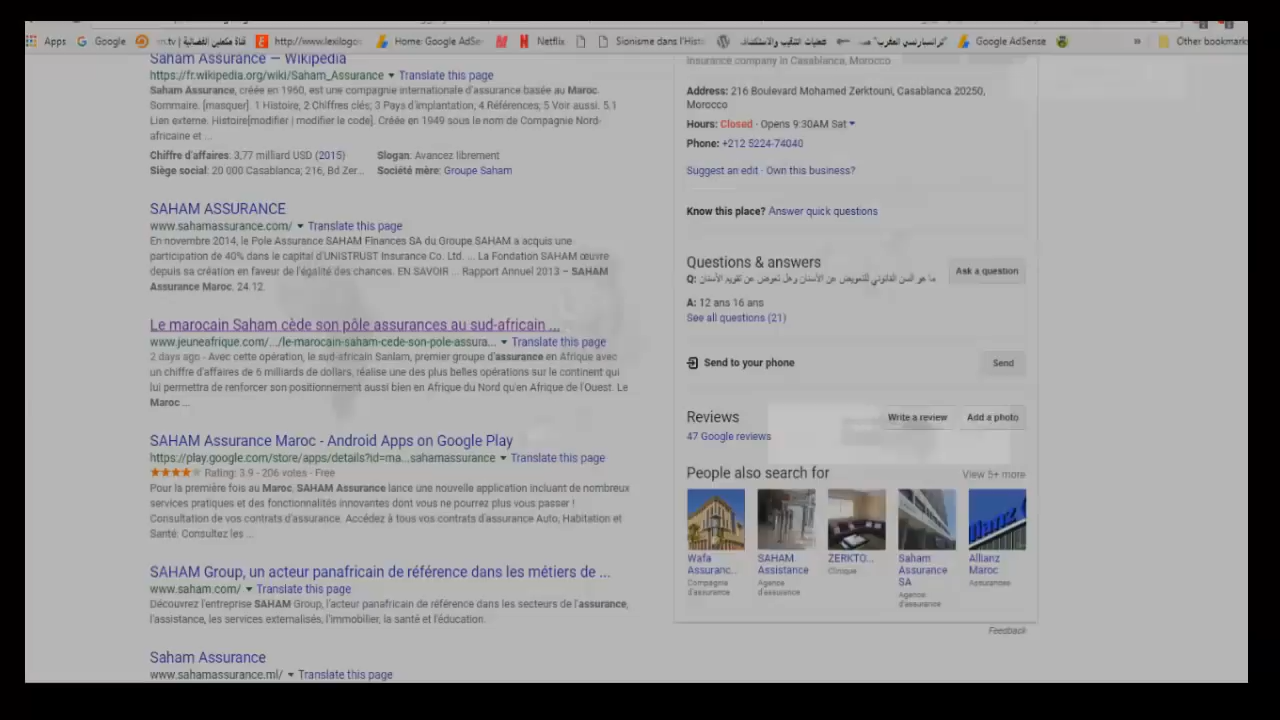 Apps
Google
http://www.lexilogos
Home: Google AdSen
Netflix
Sionisme dans l'Histo
Google AdSense
»
Other bookmark
Saham Assurance — Wikipedia
https://fr.wikipedia.org/wiki/Saham_Assurance ▾ Translate this page
Saham Assurance, créée en 1960, est une compagnie internationale d'assurance basée au Maroc.
Sommaire. [masquer]. 1 Histoire; 2 Chiffres clés; 3 Pays d'implantation; 4 Références; 5 Voir aussi. 5.1
Lien externe. Histoire[modifier | modifier le code]. Créée en 1949 sous le nom de Compagnie Nord-
africaine et ...
Chiffre d'affaires: 3,77 milliard USD (2015)
Slogan: Avancez librement
Siège social: 20 000 Casablanca; 216, Bd Zer...
Société mère: Groupe Saham
SAHAM ASSURANCE
www.sahamassurance.com/ ▾ Translate this page
En novembre 2014, le Pole Assurance SAHAM Finances SA du Groupe SAHAM a acquis une
participation de 40% dans le capital d'UNISTRUST Insurance Co. Ltd. ... La Fondation SAHAM œuvre
depuis sa création en faveur de l'égalité des chances. EN SAVOIR ... Rapport Annuel 2013 – SAHAM
Assurance Maroc. 24.12.
Le marocain Saham cède son pôle assurances au sud-africain ...
www.jeuneafrique.com/.../le-marocain-saham-cede-son-pole-assura... ▾ Translate this page
2 days ago - Avec cette opération, le sud-africain Sanlam, premier groupe d'assurance en Afrique avec
un chiffre d'affaires de 6 milliards de dollars, réalise une des plus belles opérations sur le continent qui
lui permettra de renforcer son positionnement aussi bien en Afrique du Nord qu'en Afrique de l'Ouest. Le
Maroc ...
SAHAM Assurance Maroc - Android Apps on Google Play
https://play.google.com/store/apps/details?id=ma...sahamassurance ▾ Translate this page
Rating: 3.9 - 206 votes - Free
Pour la première fois au Maroc, SAHAM Assurance lance une nouvelle application incluant de nombreux
services pratiques et des fonctionnalités innovantes dont vous ne pourrez plus vous passer !
Consultation de vos contrats d'assurance. Accédez à tous vos contrats d'assurance Auto, Habitation et
Santé: Consultez les ...
SAHAM Group, un acteur panafricain de référence dans les métiers de ...
www.saham.com/ ▾ Translate this page
Découvrez l'entreprise SAHAM Group, l'acteur panafricain de référence dans les secteurs de l'assurance,
l'assistance, les services externalisés, l'immobilier, la santé et l'éducation.
Saham Assurance
www.sahamassurance.ml/ ▾ Translate this page
Insurance company in Casablanca, Morocco
Address: 216 Boulevard Mohamed Zerktouni, Casablanca 20250,
Morocco
Hours: Closed · Opens 9:30AM Sat ▾
Phone: +212 5224-74040
Suggest an edit · Own this business?
Know this place? Answer quick questions
Questions & answers
Ask a question
Q: ما هو السن القانوني للتعويض عن الأسنان وهل تعوض عن تقويم الأسنان
A: 12 ans 16 ans
See all questions (21)
Send to your phone
Send
Reviews
Write a review
Add a photo
47 Google reviews
People also search for
View 5+ more
Wafa
Assuranc...
Compagnie
d'assurance
SAHAM
Assistance
Agence
d'assurance
ZERKTO...
Clinique
Saham
Assurance
SA
Agence
d'assurance
Allianz
Maroc
Assurances
Feedback